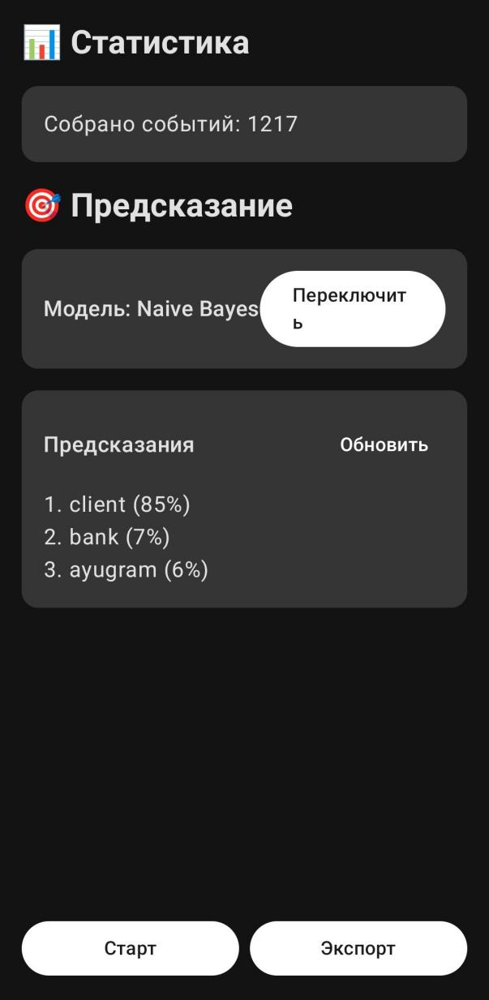 📊 Статистика
Собрано событий: 1217
🎯 Предсказание
Модель: Naive Bayes
Переключит
ь
Предсказания
Обновить
1. client (85%)
2. bank (7%)
3. ayugram (6%)
Старт
Экспорт